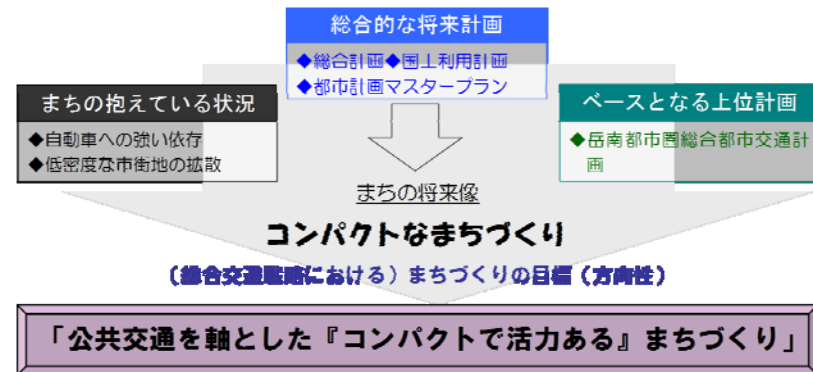 総合的な将来計画
◆総合計画◆国土利用計画
◆都市計画マスタープラン
まちの抱えている状況
◆自動車への強い依存
◆低密度な市街地の拡散
ベースとなる上位計画
◆岳南都市圏総合都市交通計
画
まちの将来像
コンパクトなまちづくり
（総合交通戦略における）まちづくりの目標（方向性）
「公共交通を軸とした『コンパクトで活力ある』まちづくり」